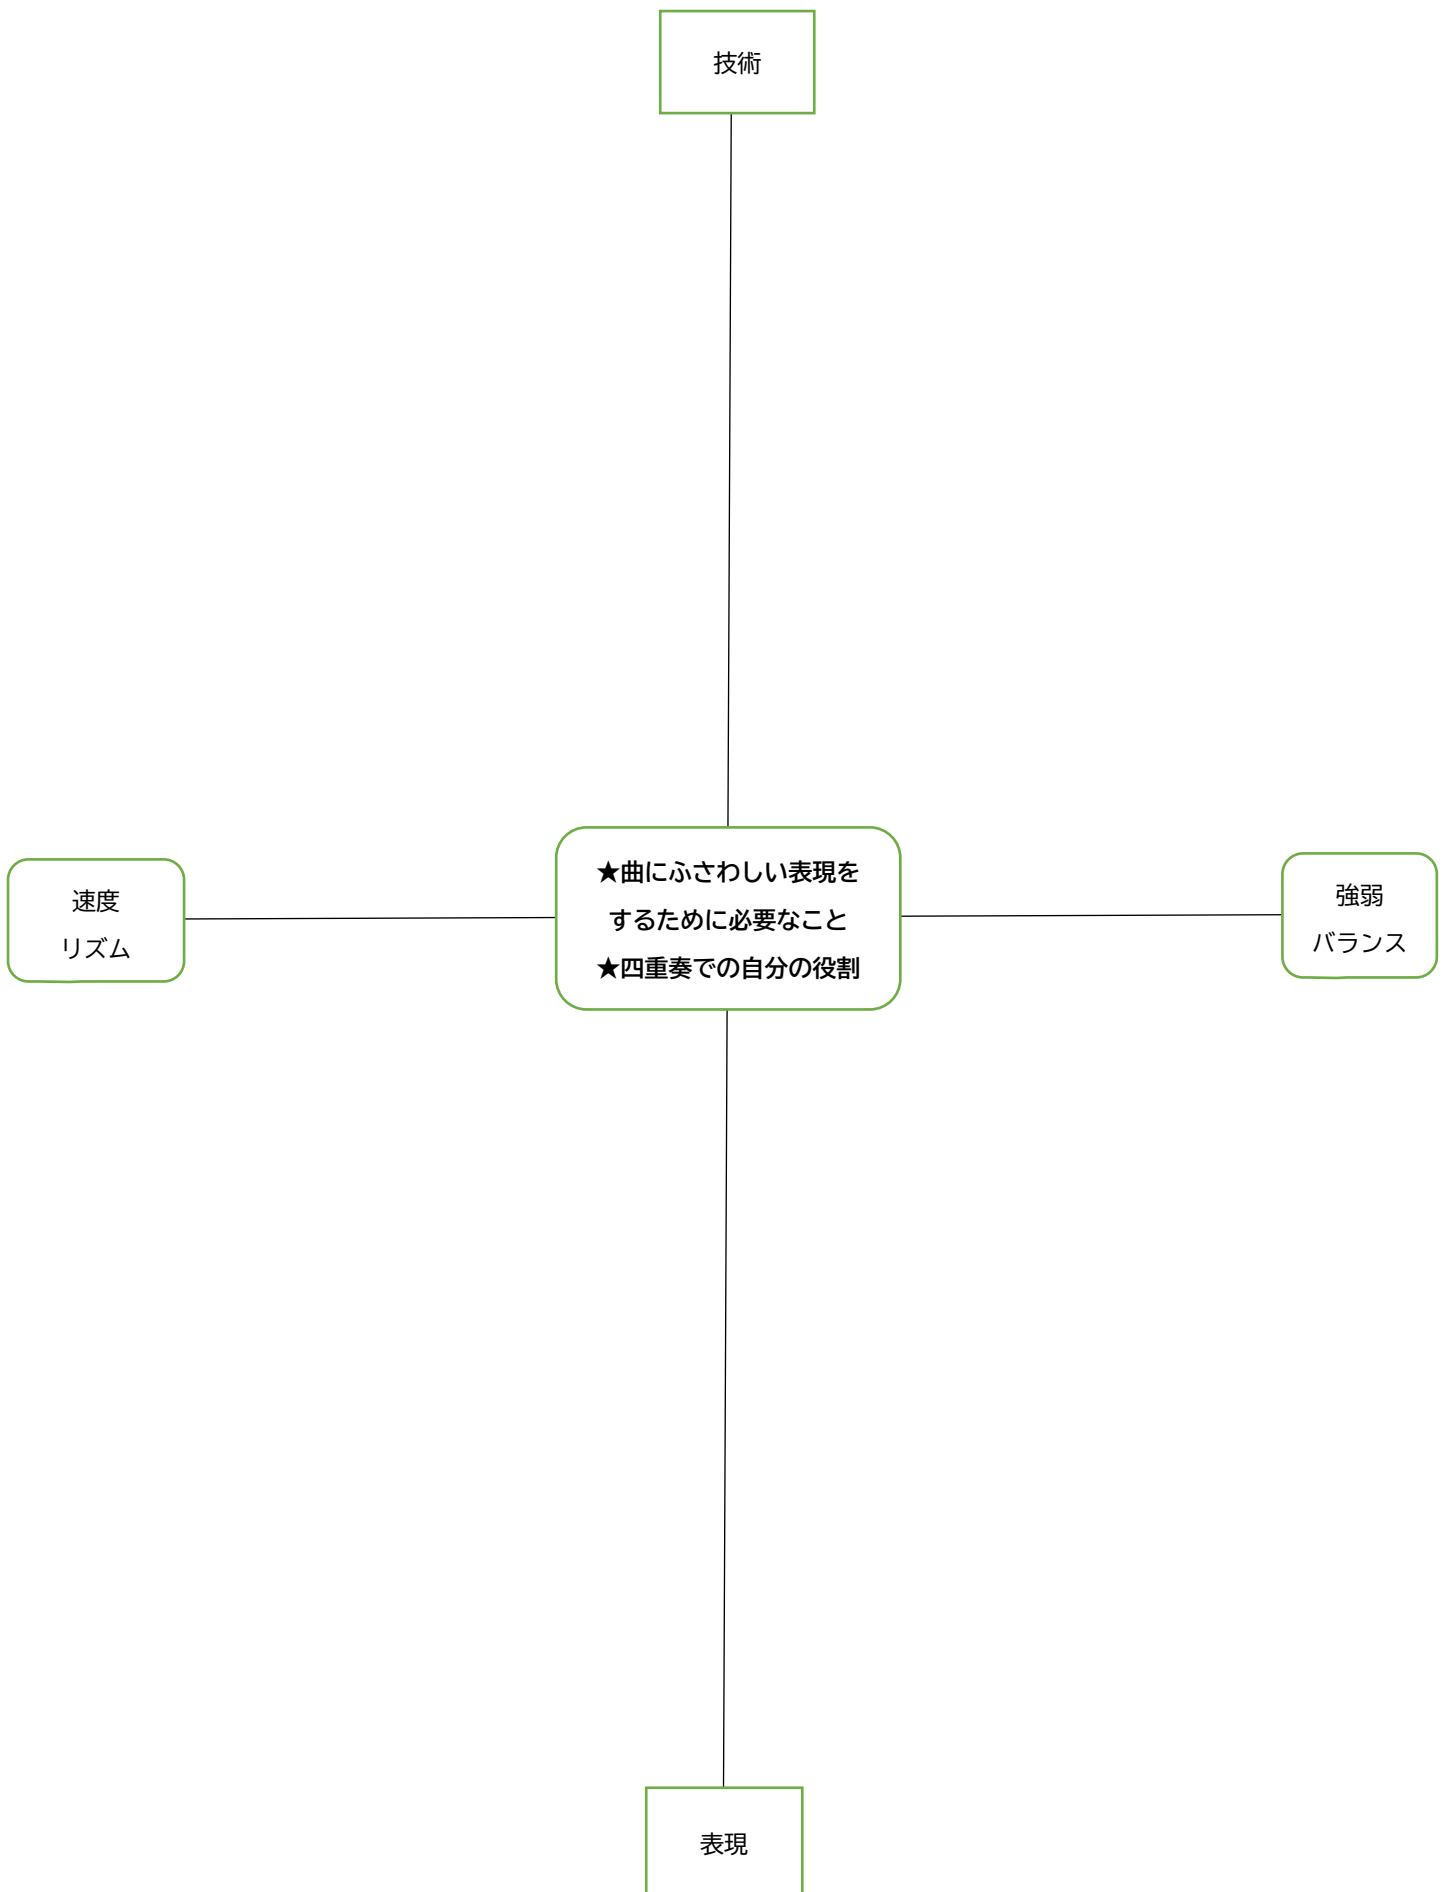 技術
★曲にふさわしい表現を
するために必要なこと
★四重奏での自分の役割
速度
リズム
強弱
バランス
表現